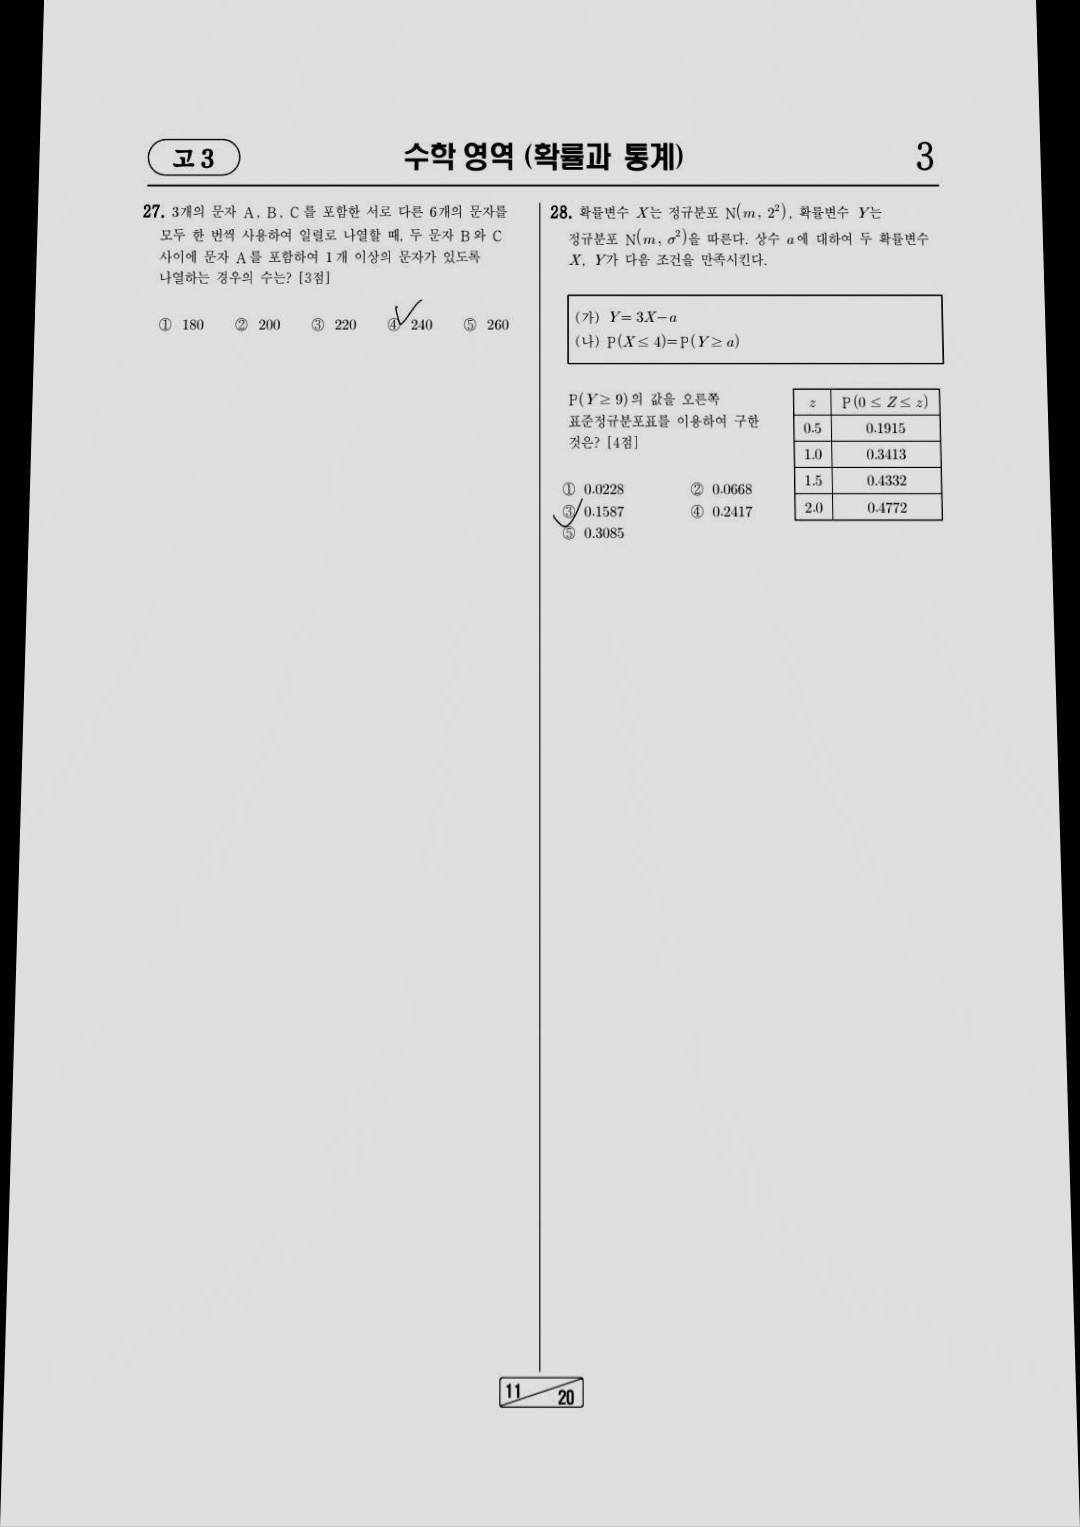 고 3
수학 영역 (확률과 통계)
3
27. 3개의 문자 A, B, C 를 포함한 서로 다른 6개의 문자를
모두 한 번씩 사용하여 일렬로 나열할 때, 두 문자 B와 C
사이에 문자 A를 포함하여 1개 이상의 문자가 있도록
나열하는 경우의 수는? [3점]
① 180 ② 200 ③ 220 ④ 240 ⑤ 260
28. 확률변수 X는 정규분포 N(m, 2²), 확률변수 Y는
정규분포 N(m, σ²)을 따른다. 상수 a에 대하여 두 확률변수
X, Y가 다음 조건을 만족시킨다.
(가) Y=3X-a
(나) P(X≤4)=P(Y≥a)
P(Y≥9)의 값을 오른쪽
표준정규분포표를 이용하여 구한
것은? [4점]
① 0.0228 ② 0.0668
③ 0.1587 ④ 0.2417
⑤ 0.3085
z P(0≤Z≤z)
0.5 0.1915
1.0 0.3413
1.5 0.4332
2.0 0.4772
11
20